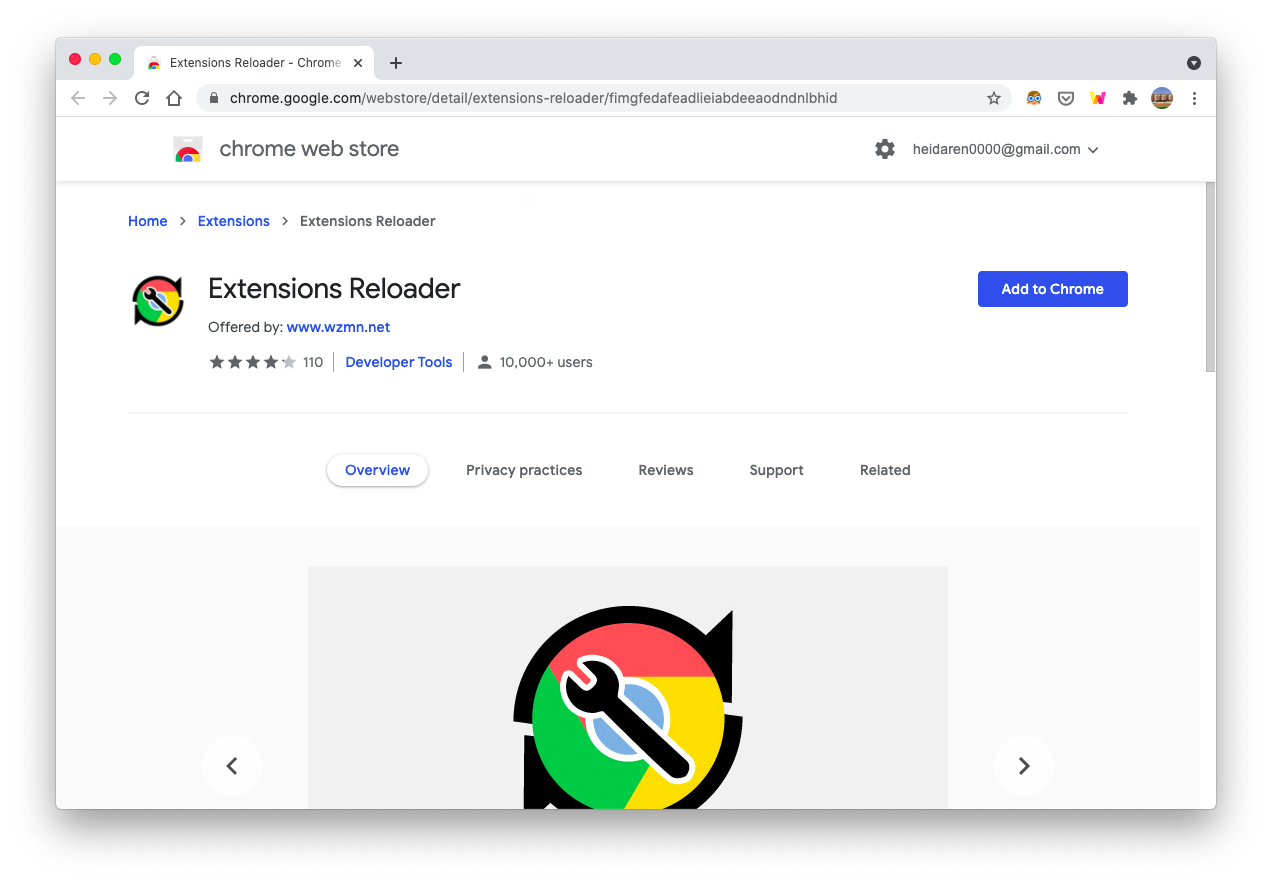 Extensions Reloader - Chrome
chrome.google.com/webstore/detail/extensions-reloader/fimgfedafeadlieiabdeeaodndnlbhid
chrome web store
heidaren0000@gmail.com
Home > Extensions > Extensions Reloader
Extensions Reloader
Add to Chrome
Offered by: www.wzmn.net
110 Developer Tools 10,000+ users
Overview Privacy practices Reviews Support Related